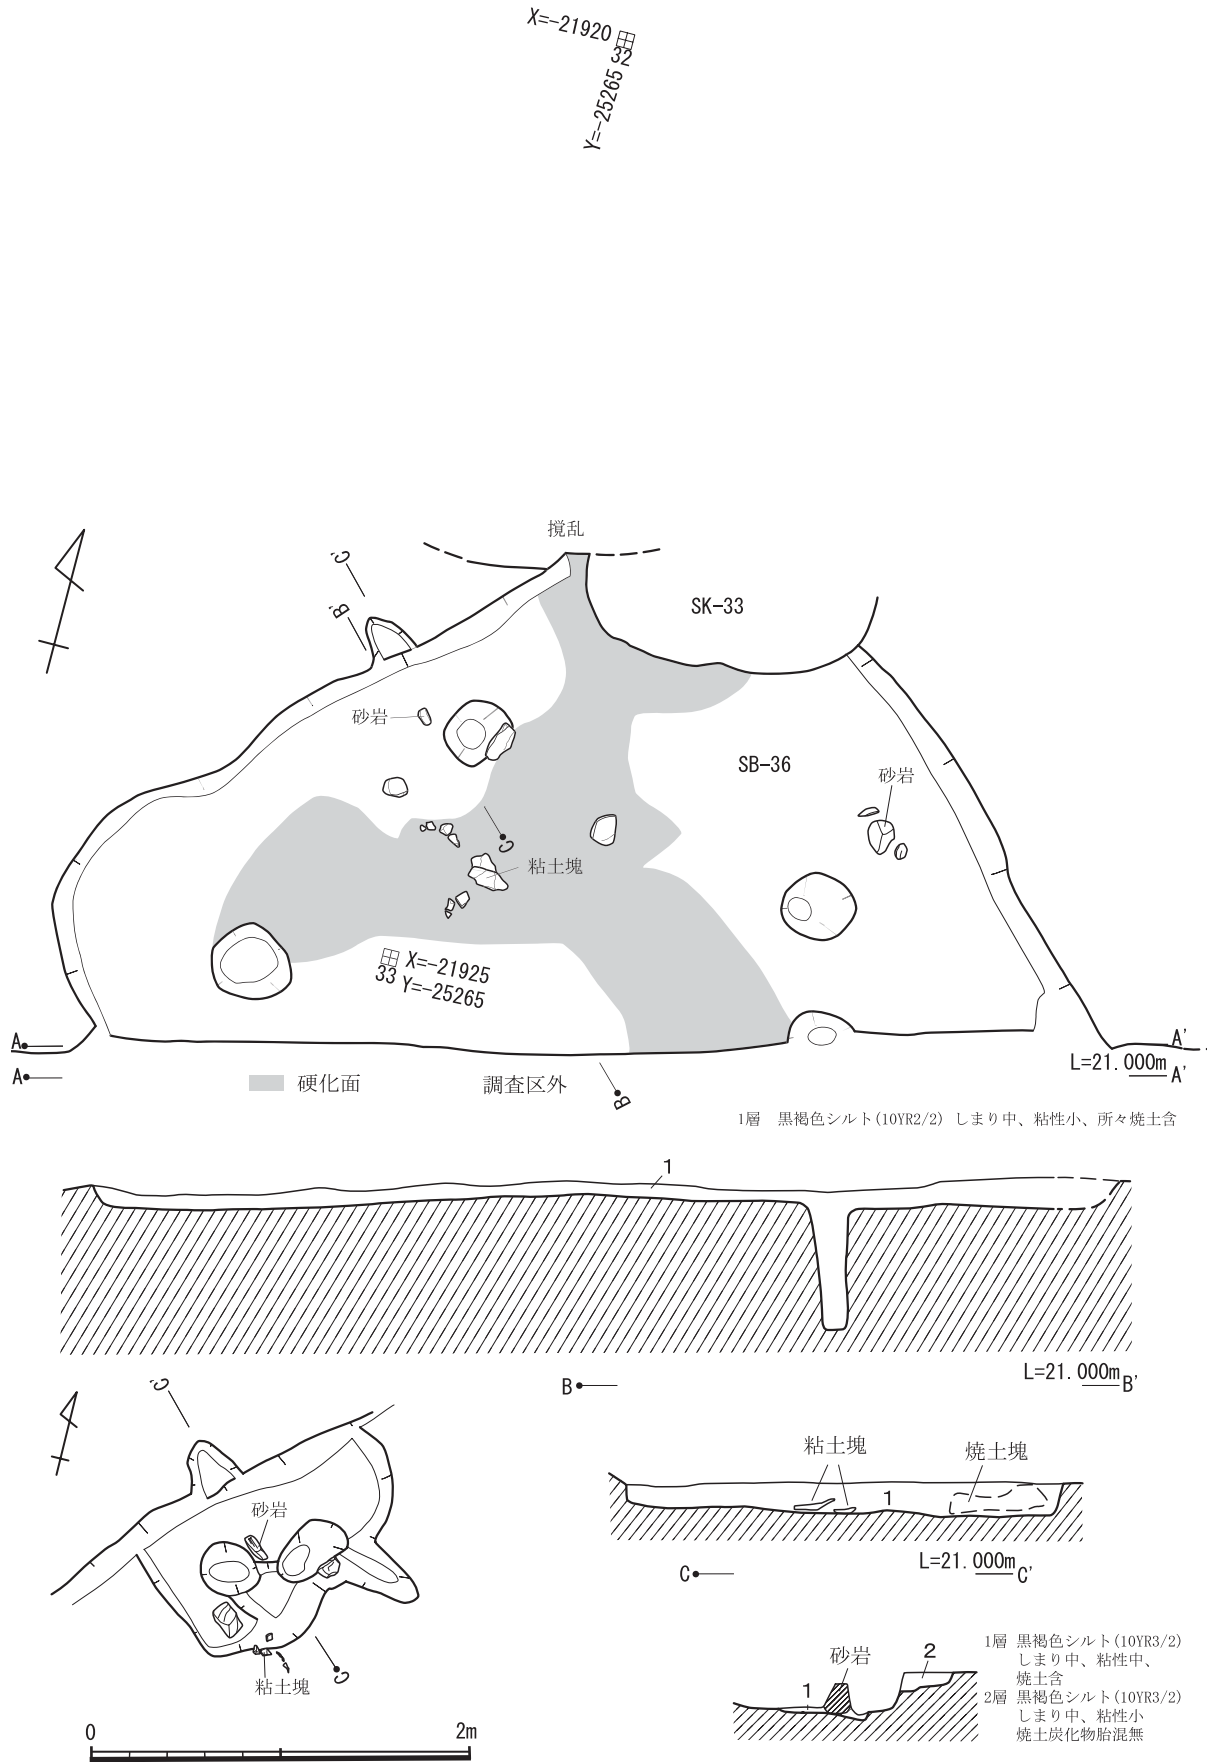 X=-21920
32
Y=-25265
撹乱
C'
B'
SK-33
砂岩
SB-36
砂岩
C
粘土塊
X=-21925
33 Y=-25265
A
A'
L=21.000m
A
A'
硬化面
調査区外
B
1層 黒褐色シルト(10YR2/2) しまり中、粘性小、所々焼土含
1
L=21.000m
B
B'
C'
粘土塊
焼土塊
1
砂岩
L=21.000m
C
C'
C
粘土塊
砂岩
2
1
1層 黒褐色シルト(10YR3/2)
しまり中、粘性中、
焼土含
2層 黒褐色シルト(10YR3/2)
しまり中、粘性小
焼土炭化物胎混無
0
2m